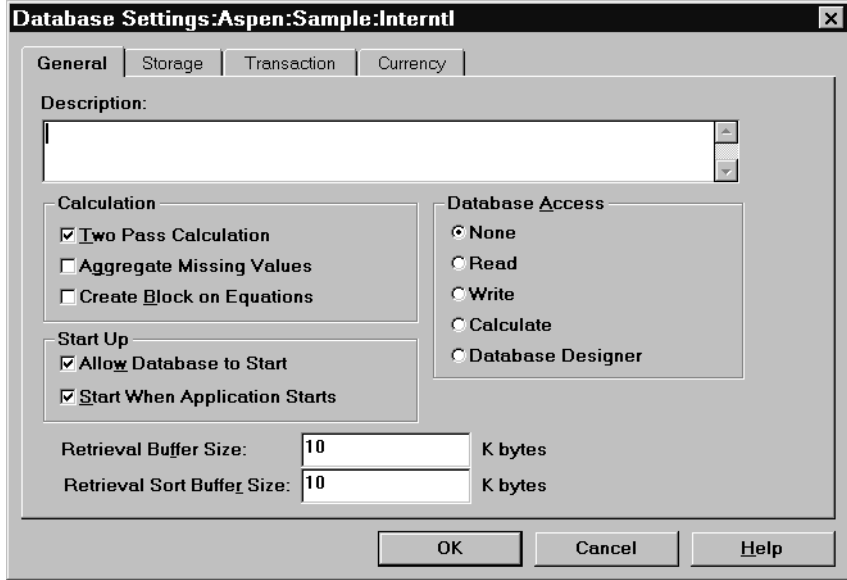 Database Settings:Aspen:Sample:Interntl
General Storage Transaction Currency
Description:
Calculation
Two Pass Calculation
Aggregate Missing Values
Create Block on Equations
Database Access
None
Read
Write
Calculate
Database Designer
Start Up
Allow Database to Start
Start When Application Starts
Retrieval Buffer Size: 10 K bytes
Retrieval Sort Buffer Size: 10 K bytes
OK Cancel Help